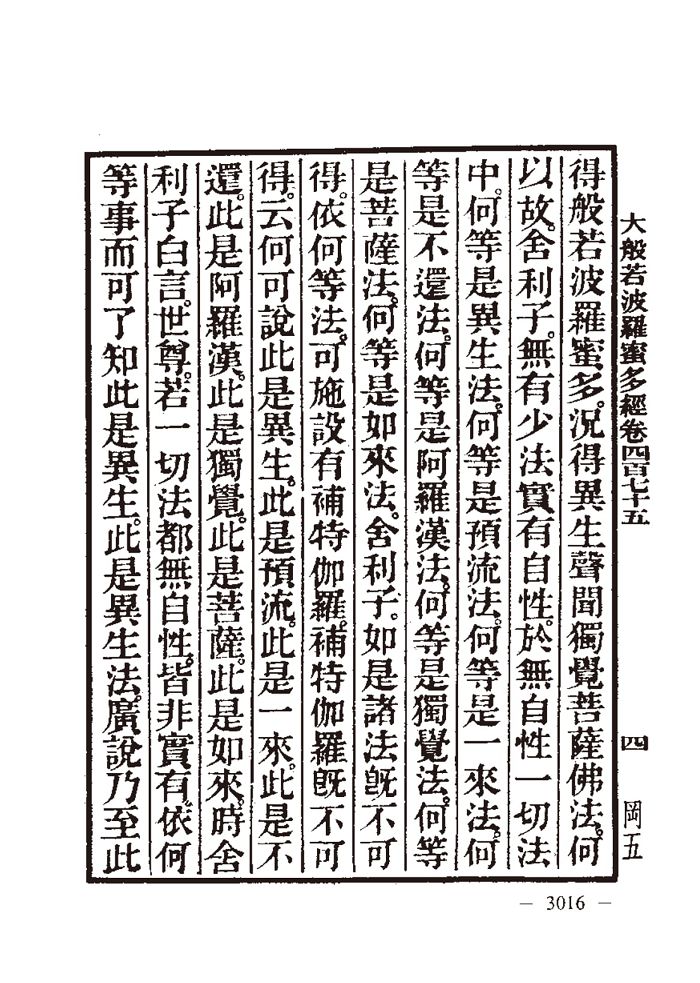 大般若波羅蜜多經卷四百七十五　四　岡五
得般若波羅蜜多。況得異生聲聞獨覺菩薩佛法。何
以故。舍利子。無有少法實有自性。於無自性一切法
中。何等是異生法。何等是預流法。何等是一來法。何
等是不還法。何等是阿羅漢法。何等是獨覺法。何等
是菩薩法。何等是如來法。舍利子。如是諸法旣不可
得。依何等法。可施設有補特伽羅。補特伽羅旣不可
得。云何可說此是異生。此是預流。此是一來。此是不
還。此是阿羅漢。此是獨覺。此是菩薩。此是如來。時舍
利子白言。世尊。若一切法都無自性。皆非實有。依何
等事而可了知此是異生。此是異生法。廣說乃至此
— 3016 —